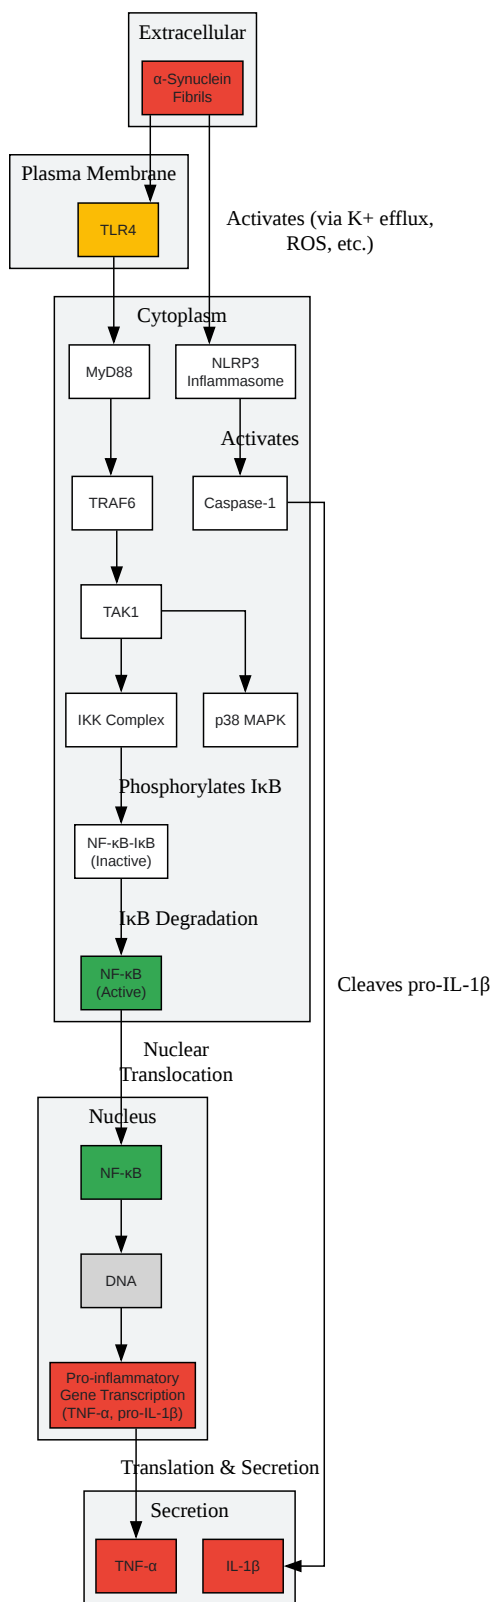 Extracellular
α-Synuclein
Fibrils
Plasma Membrane
TLR4
Activates (via K+ efflux,
ROS, etc.)
Cytoplasm
MyD88
NLRP3
Inflammasome
Activates
TRAF6
Caspase-1
TAK1
IKK Complex
p38 MAPK
Phosphorylates IκB
NF-κB-IκB
(Inactive)
IκB Degradation
NF-κB
(Active)
Cleaves pro-IL-1β
Nuclear
Translocation
Nucleus
NF-κB
DNA
Pro-inflammatory
Gene Transcription
(TNF-α, pro-IL-1β)
Translation & Secretion
Secretion
TNF-α
IL-1β